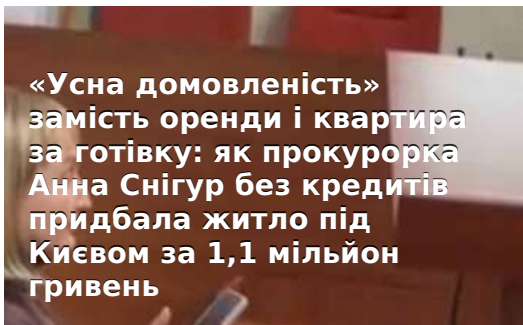 «Усна домовленість»
замість оренди і квартира
за готівку: як прокурорка
Анна Снігур без кредитів
придбала житло під
Києвом за 1,1 мільйон
гривень